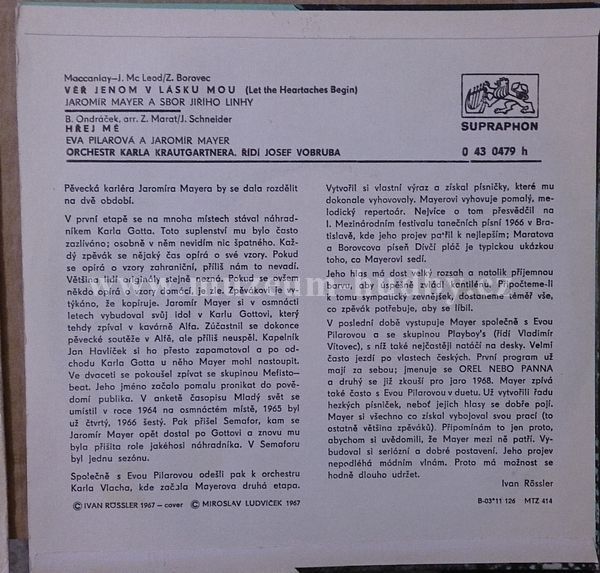 Maccaulay–J. Mc Leod/Z. Borovec
VĚŘ JENOM V LÁSKU MOU (Let the Heartaches Begin)
JAROMÍR MAYER A SBOR JIŘÍHO LINHY
B. Ondráček, arr. Z. Marat/J. Schneider
HŘEJ MĚ
EVA PILAROVÁ A JAROMÍR MAYER
ORCHESTR KARLA KRAUTGARTNERA. ŘÍDÍ JOSEF VOBRUBA
SUPRAPHON
0 43 0479 h
Pěvecká kariéra Jaromíra Mayera by se dala rozdělit
na dvě období.
V první etapě se na mnoha místech stával náhrad-
níkem Karla Gotta. Toto suplenství mu bylo často
zazlíváno; osobně v něm nevidím nic špatného. Kaž-
dý zpěvák se nějaký čas opírá o své vzory. Pokud
se opírá o vzory zahraniční, příliš nám to nevadí.
Většina lidí originály stejně nezná. Pokud se ovšem
někdo opírá o vzory domácí, je zle. Zpěvákovi se vy-
týkáno, že kopíruje. Jaromír Mayer si v osmnácti
letech vybudoval svůj idol v Karlu Gottovi, který
tehdy zpíval v kavárně Alfa. Zúčastnil se dokonce
pěvecké soutěže v Alfě, ale příliš neuspěl. Kapelník
Jan Havlíček si ho přesto zapamatoval a po od-
chodu Karla Gotta u něho Mayer mohl nastoupit.
Ve dvaceti se pokoušel zpívat se skupinou Mefisto-
beat. Jeho jméno začalo pomalu pronikat do pově-
domí publika. V anketě časopisu Mladý svět se
umístil v roce 1964 na osmnáctém místě, 1965 byl
už čtvrtý, 1966 šestý. Pak přišel Semafor, kam se
Jaromír Mayer opět dostal po Gottovi a znovu mu
byla přišita role jakéhosi náhradníka. V Semaforu
byl jednu sezónu.
Společně s Evou Pilarovou odešli pak k orchestru
Karla Vlacha, kde začala Mayerova druhá etapa.
© IVAN RÖSSLER 1967 – cover © MIROSLAV LUDVÍČEK 1967
Vytvořil si vlastní výraz a získal písničky, které mu
dokonale vyhovovaly. Mayerovi vyhovuje pomalý, me-
lodický repertoár. Nejvíce o tom přesvědčil na
I. Mezinárodním festivalu tanečních písní 1966 v Bra-
tislavě, kde jeho projev patřil k nejlepším; Maratova
a Borovcova píseň Dívčí pláč je typickou ukázkou
toho, co Mayerovi sedí.
Jeho hlas má dost velký rozsah a natolik příjemnou
barvu, aby úspěšně zvládl kantilénu. Připočteme-li
k tomu sympatický zevnějšek, dostaneme téměř vše,
co zpěvák potřebuje, aby se líbil.
V poslední době vystupuje Mayer společně s Evou
Pilarovou a se skupinou Playboy's (řídí Vladimír
Vítovec), s níž také nejčastěji natáčí na desky. Velmi
často jezdí po vlastech českých. První program už
mají za sebou; jmenuje se OREL NEBO PANNA
a druhý se již zkouší pro jaro 1968. Mayer zpívá
také často s Evou Pilarovou v duetu. Už vytvořili řadu
hezkých písniček, neboť jejich hlasy se dobře pojí.
Mayer si všechno co získal vybojoval svou prací (to
ostatně většina zpěváků). Připomínám to jen proto,
abychom si uvědomili, že Mayer mezi ně patří. Vy-
budoval si seriózní a dobré postavení. Jeho projev
nepodléhá módním vlnám. Proto má možnost se
hodně dlouho udržet.
Ivan Rössler
B-03*11 126 MTZ 414